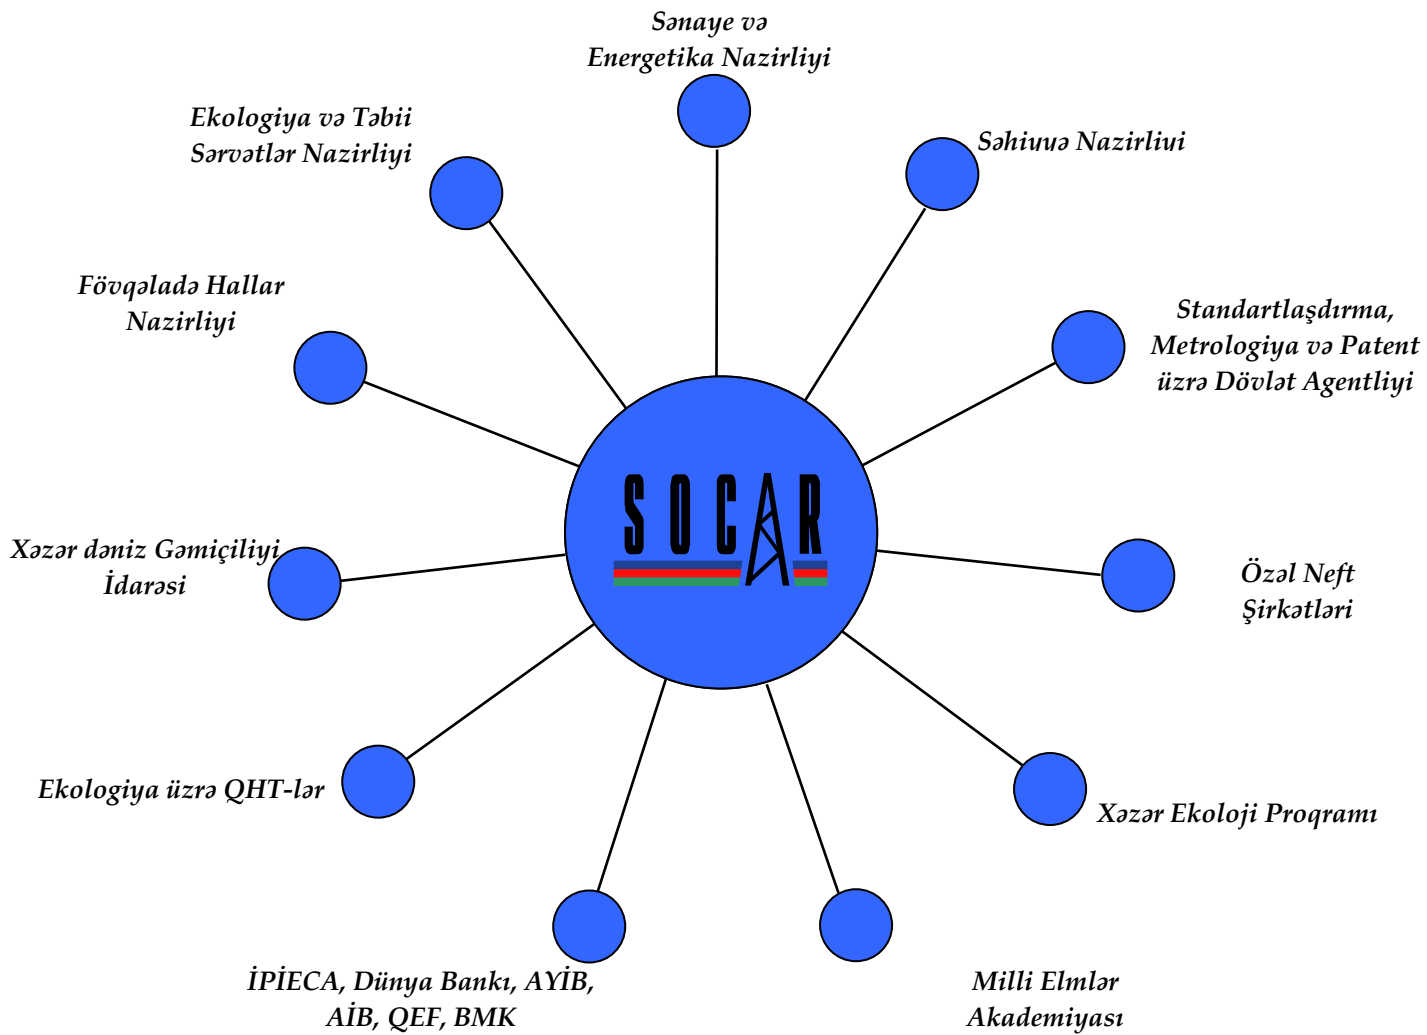 Sənaye və
Energetika Nazirliyi
Ekologiya və Təbii
Sərvətlər Nazirliyi
Səhiyyə Nazirliyi
Fövqəladə Hallar
Nazirliyi
Standartlaşdırma,
Metrologiya və Patent
üzrə Dövlət Agentliyi
SOCAR
Xəzər dəniz Gəmiçiliyi
İdarəsi
Özəl Neft
Şirkətləri
Ekologiya üzrə QHT-lər
Xəzər Ekoloji Proqramı
İPİECA, Dünya Bankı, AYİB,
AİB, QEF, BMK
Milli Elmlər
Akademiyası